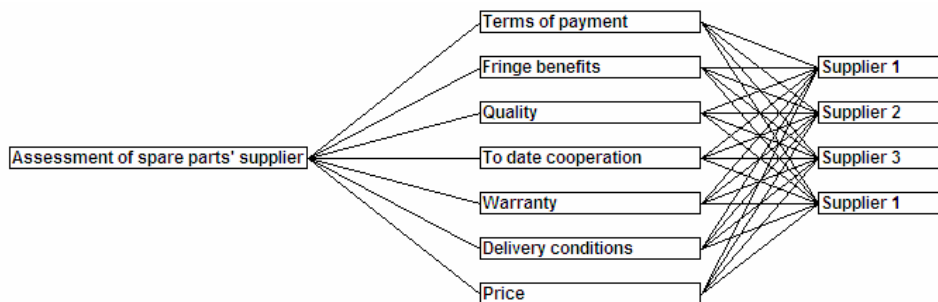 Terms of payment
Fringe benefits
Supplier 1
Quality
Supplier 2
Assessment of spare parts' supplier
To date cooperation
Supplier 3
Warranty
Supplier 1
Delivery conditions
Price